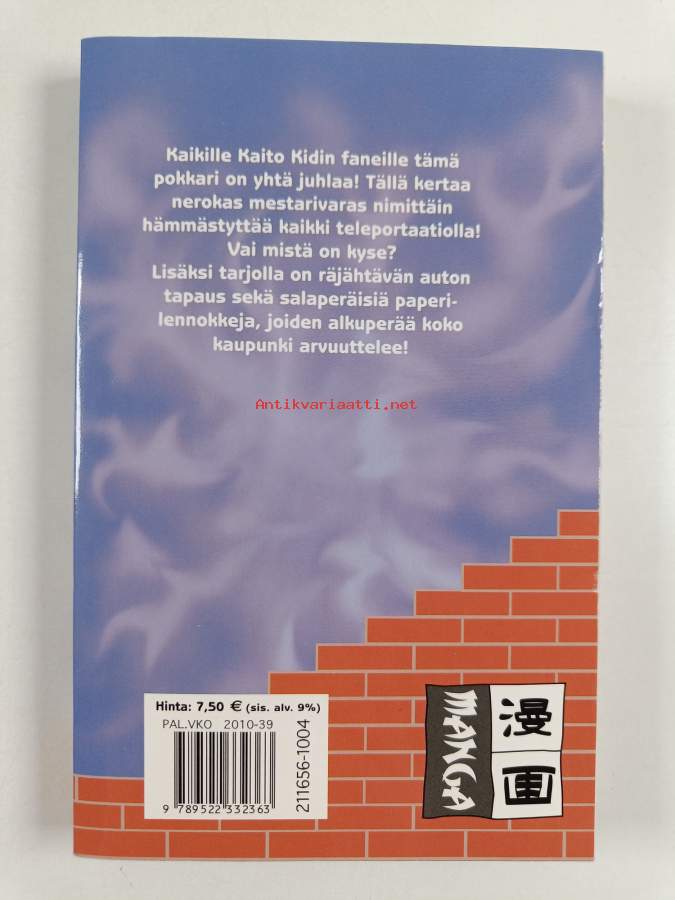 Kaikille Kaito Kidin faneille tämä
pokkari on yhtä juhlaa! Tällä kertaa
nerokas mestarivaras nimittäin
hämmästyttää kaikki teleportaatiolla!
Vai mistä on kyse?
Lisäksi tarjolla on räjähtävän auton
tapaus sekä salaperäisiä paperi-
lennokkeja, joiden alkuperää koko
kaupunki arvuuttelee!
Antikvariaatti.net
Hinta: 7,50 € (sis. alv. 9%)
PAL.VKO 2010-39
9 789522 332363
211656-1004
MANGA
漫画